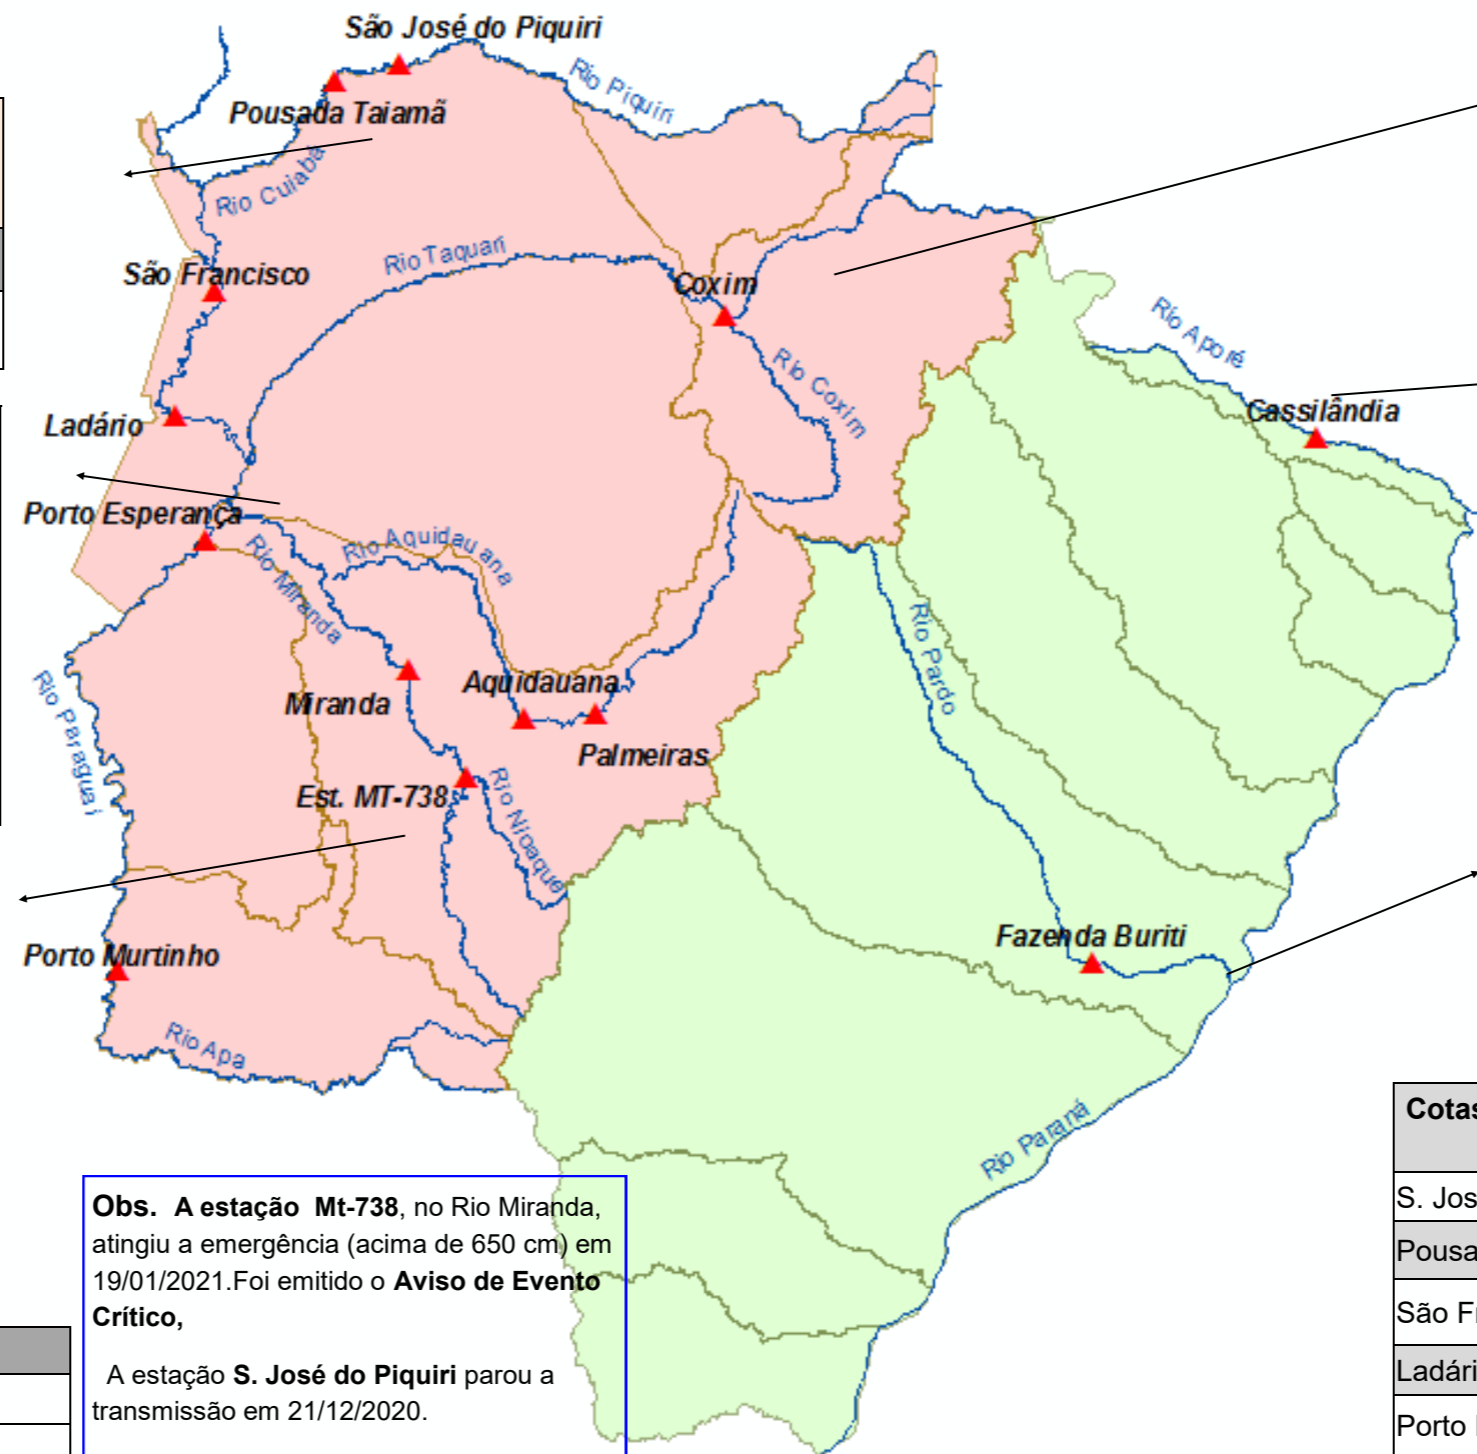 São José do Piquiri
Rio Piquiri
Pousada Taiamã
Rio Cuiabá
Rio Taquari
São Francisco
Coxim
Rio Aporé
Rio Coxim
Cassilândia
Ladário
Porto Esperança
Rio Aquidauana
Rio Miranda
Rio Pardo
Rio Paraguai
Aquidauana
Miranda
Palmeiras
Est. MT-738
Rio Nioaque
Fazenda Buriti
Porto Murtinho
Rio Apa
Rio Paraná
Cotas
Obs. A estação Mt-738, no Rio Miranda,
atingiu a emergência (acima de 650 cm) em
19/01/2021.Foi emitido o Aviso de Evento
Crítico,
A estação S. José do Piquiri parou a
transmissão em 21/12/2020.
S. Jos
Pousa
São Fr
Ladári
Porto